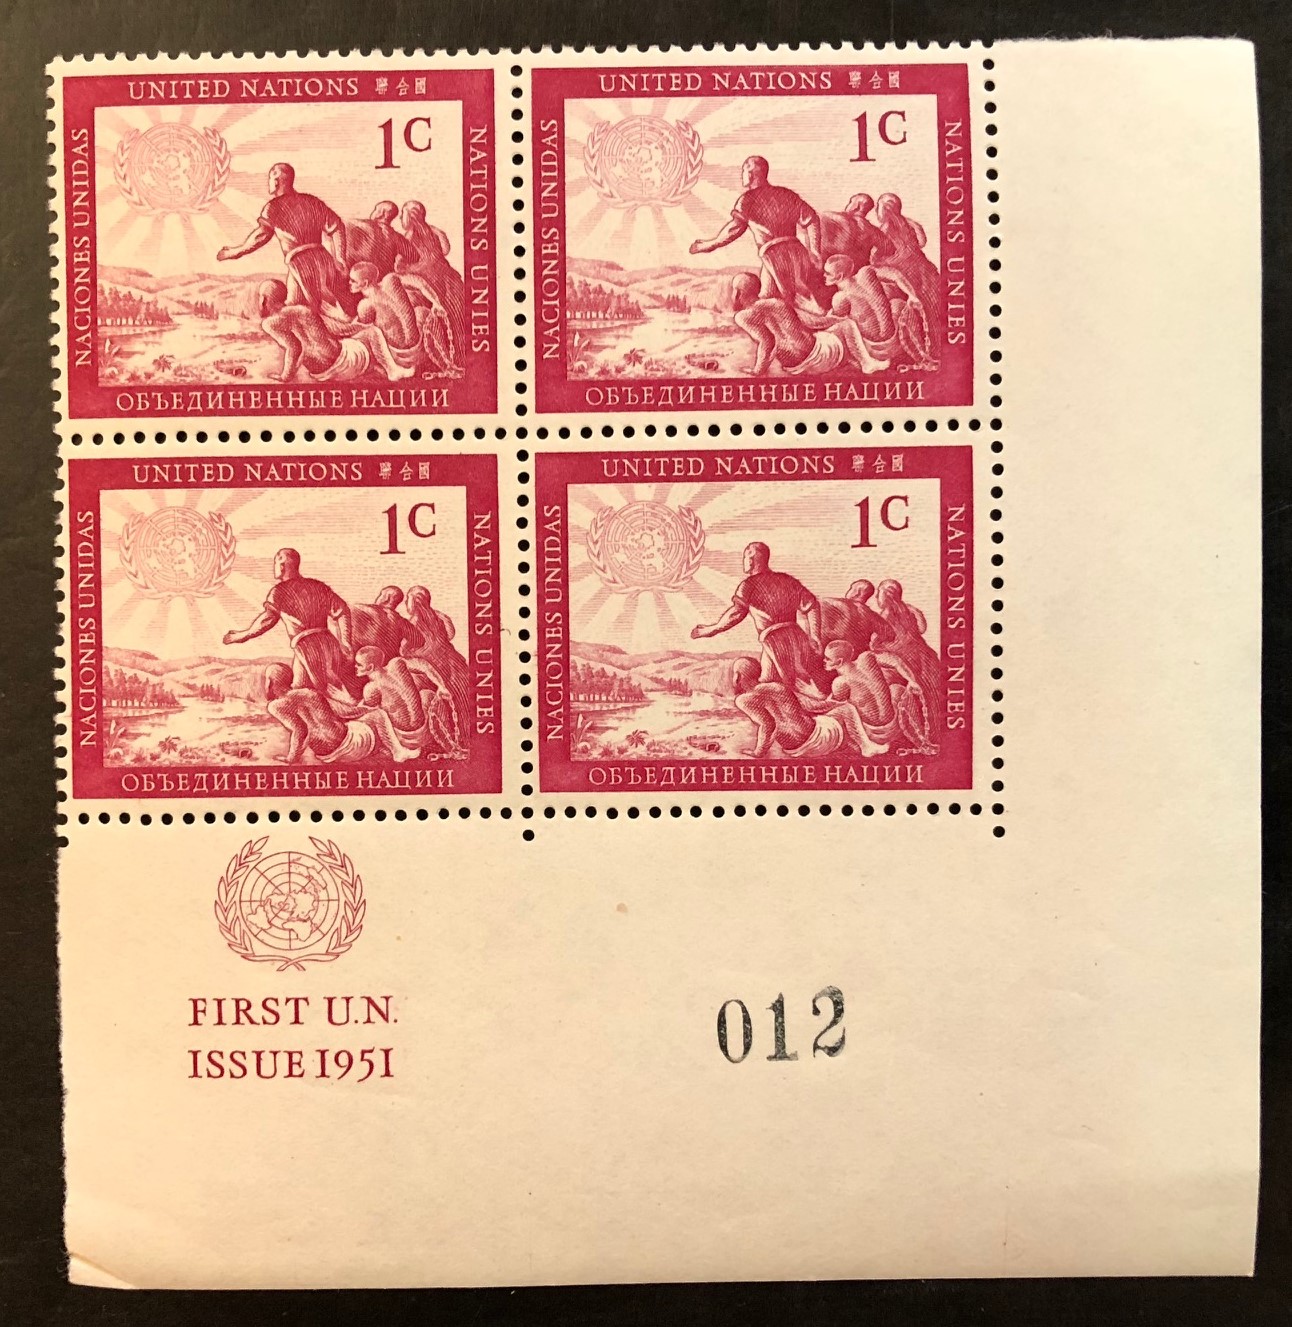 UNITED NATIONS 聯合國
1C
NACIONES UNIDAS
NATIONS UNIES
ОБЪЕДИНЕННЫЕ НАЦИИ
UNITED NATIONS 聯合國
1C
NACIONES UNIDAS
NATIONS UNIES
ОБЪЕДИНЕННЫЕ НАЦИИ
UNITED NATIONS 聯合國
1C
NACIONES UNIDAS
NATIONS UNIES
ОБЪЕДИНЕННЫЕ НАЦИИ
UNITED NATIONS 聯合國
1C
NACIONES UNIDAS
NATIONS UNIES
ОБЪЕДИНЕННЫЕ НАЦИИ
FIRST U.N.
ISSUE 1951
012